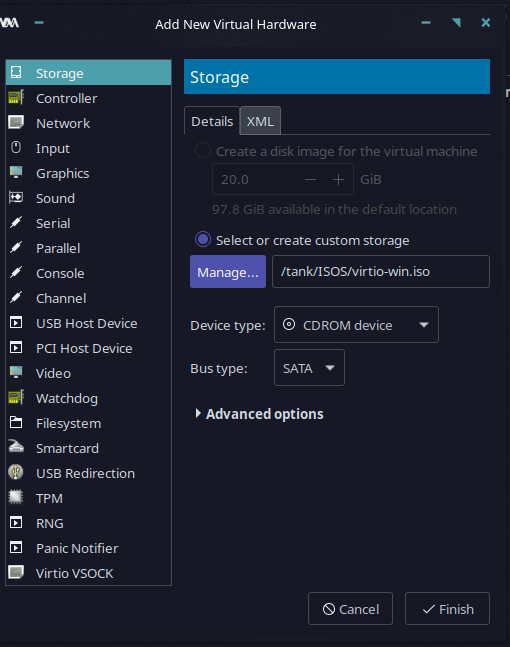 Add New Virtual Hardware
Storage
Controller
Network
Input
Graphics
Sound
Serial
Parallel
Console
Channel
USB Host Device
PCI Host Device
Video
Watchdog
Filesystem
Smartcard
USB Redirection
TPM
RNG
Panic Notifier
Virtio VSOCK
Storage
Details XML
Create a disk image for the virtual machine
20.0 − + GiB
97.8 GiB available in the default location
Select or create custom storage
Manage... /tank/ISOS/virtio-win.iso
Device type: CDROM device
Bus type: SATA
Advanced options
Cancel Finish